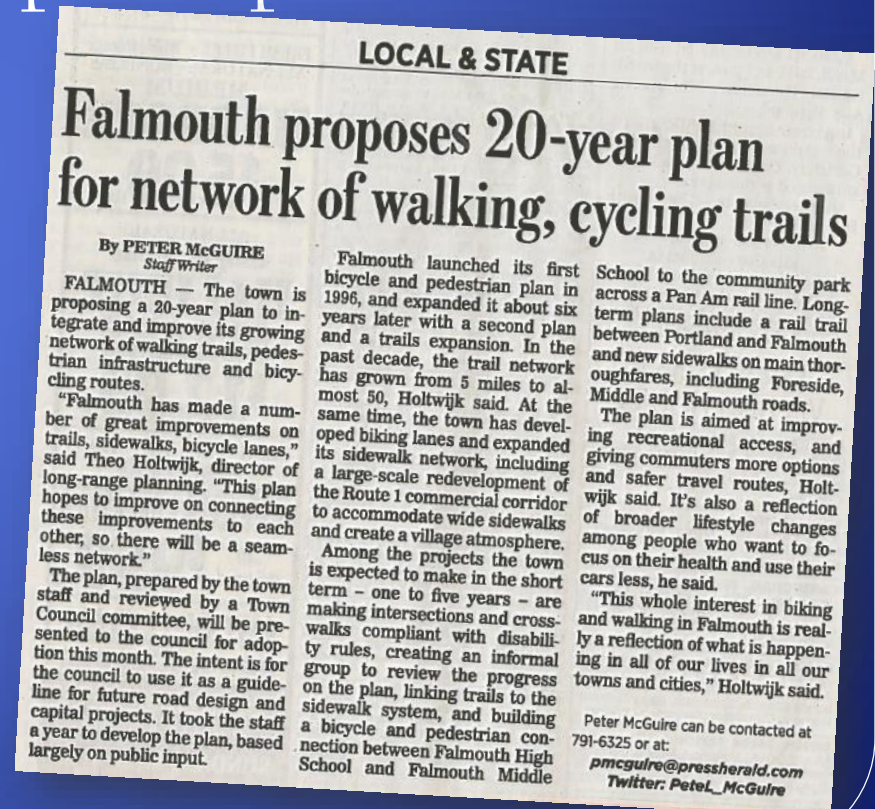 LOCAL & STATE
Falmouth proposes 20-year plan
for network of walking, cycling trails
By PETER McGUIRE
Staff Writer
FALMOUTH — The town is
proposing a 20-year plan to in-
tegrate and improve its growing
network of walking trails, pedes-
trian infrastructure and bicy-
cling routes.
“Falmouth has made a num-
ber of great improvements on
trails, sidewalks, bicycle lanes,”
said Theo Holtwijk, director of
long-range planning. “This plan
hopes to improve on connecting
these improvements to each
other, so there will be a seam-
less network.”
The plan, prepared by the town
staff and reviewed by a Town
Council committee, will be pre-
sented to the council for adop-
tion this month. The intent is for
the council to use it as a guide-
line for future road design and
capital projects. It took the staff
a year to develop the plan, based
largely on public input.
Falmouth launched its first
bicycle and pedestrian plan in
1996, and expanded it about six
years later with a second plan
and a trails expansion. In the
past decade, the trail network
has grown from 5 miles to al-
most 50, Holtwijk said. At the
same time, the town has devel-
oped biking lanes and expanded
its sidewalk network, including
a large-scale redevelopment of
the Route 1 commercial corridor
to accommodate wide sidewalks
and create a village atmosphere.
Among the projects the town
is expected to make in the short
term – one to five years – are
making intersections and cross-
walks compliant with disabili-
ty rules, creating an informal
group to review the progress
on the plan, linking trails to the
sidewalk system, and building
a bicycle and pedestrian con-
nection between Falmouth High
School and Falmouth Middle
School to the community park
across a Pan Am rail line. Long-
term plans include a rail trail
between Portland and Falmouth
and new sidewalks on main thor-
oughfares, including Foreside,
Middle and Falmouth roads.
The plan is aimed at improv-
ing recreational access, and
giving commuters more options
and safer travel routes, Holt-
wijk said. It’s also a reflection
of broader lifestyle changes
among people who want to fo-
cus on their health and use their
cars less, he said.
“This whole interest in biking
and walking in Falmouth is real-
ly a reflection of what is happen-
ing in all of our lives in all our
towns and cities,” Holtwijk said.
Peter McGuire can be contacted at
791-6325 or at:
pmcguire@pressherald.com
Twitter: PeteL_McGuire